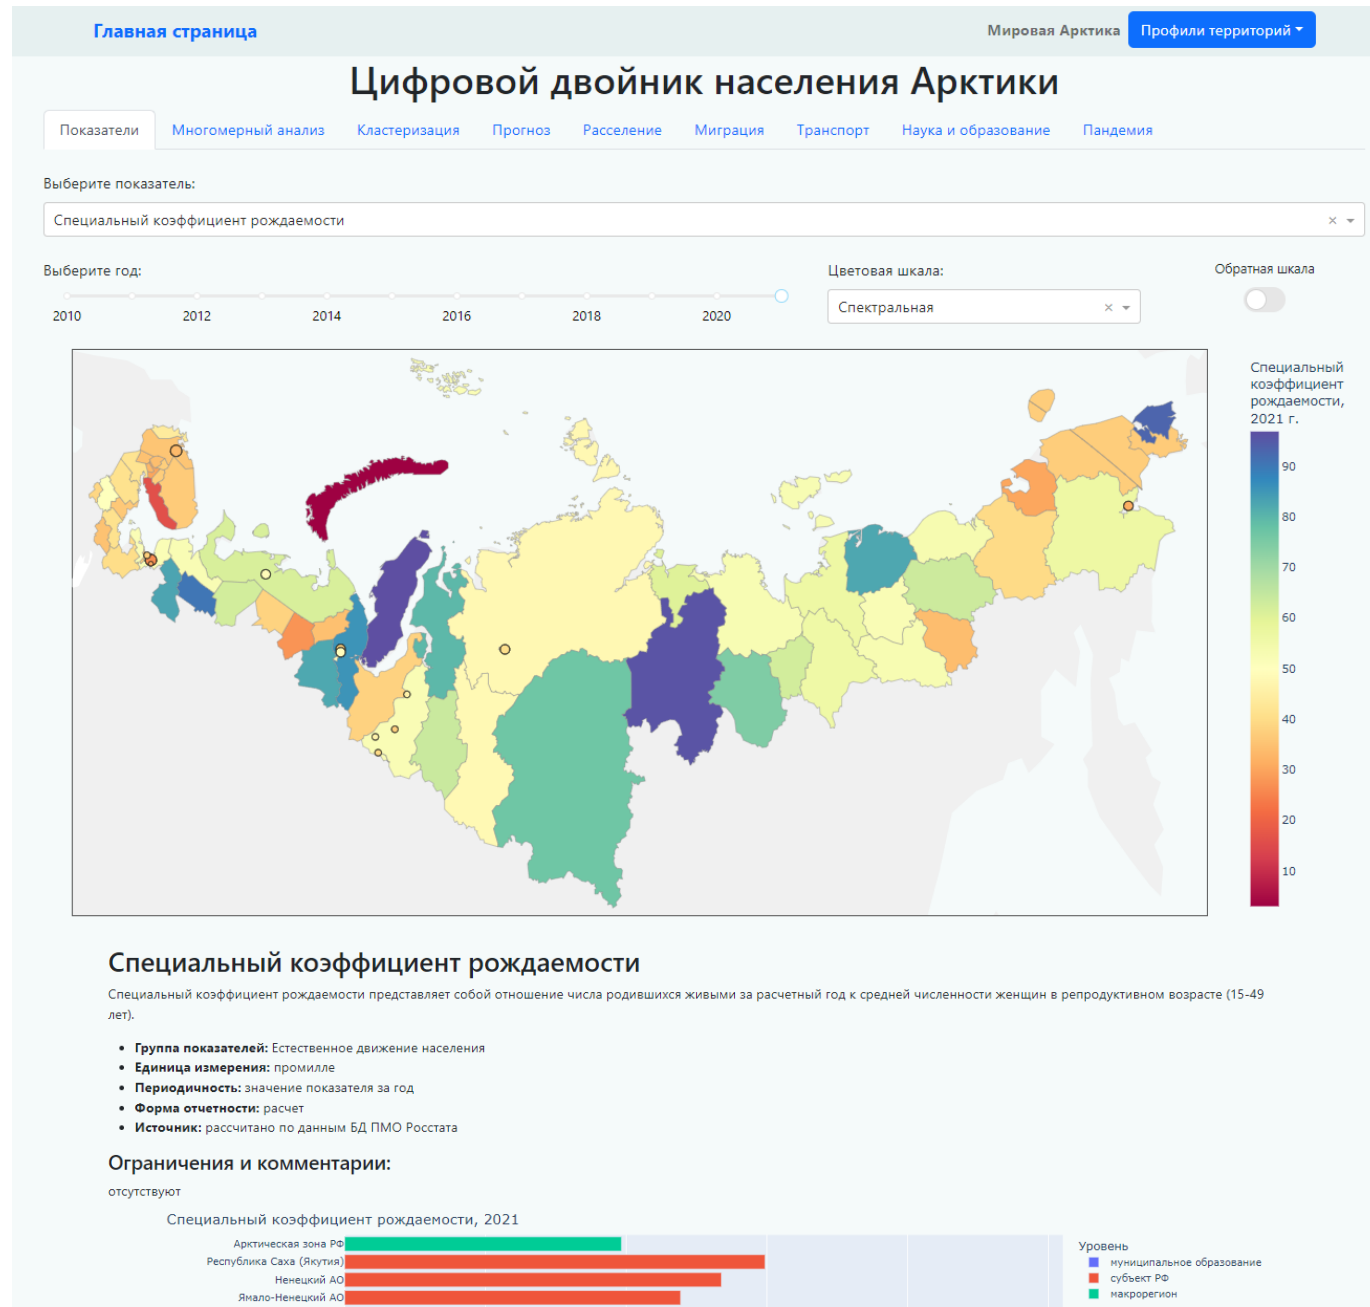 Главная страница
Мировая Арктика
Профили территорий
Цифровой двойник населения Арктики
Показатели Многомерный анализ Кластеризация Прогноз Расселение Миграция Транспорт Наука и образование Пандемия
Выберите показатель:
Специальный коэффициент рождаемости
Выберите год:
Цветовая шкала:
Обратная шкала
2010 2012 2014 2016 2018 2020
Спектральная
Специальный
коэффициент
рождаемости,
2021 г.
90
80
70
60
50
40
30
20
10
Специальный коэффициент рождаемости
Специальный коэффициент рождаемости представляет собой отношение числа родившихся живыми за расчетный год к средней численности женщин в репродуктивном возрасте (15-49
лет).
• Группа показателей: Естественное движение населения
• Единица измерения: промилле
• Периодичность: значение показателя за год
• Форма отчетности: расчет
• Источник: рассчитано по данным БД ПМО Росстата
Ограничения и комментарии:
отсутствуют
Специальный коэффициент рождаемости, 2021
Арктическая зона РФ
Республика Саха (Якутия)
Ненецкий АО
Ямало-Ненецкий АО
Уровень
муниципальное образование
субъект РФ
макрорегион